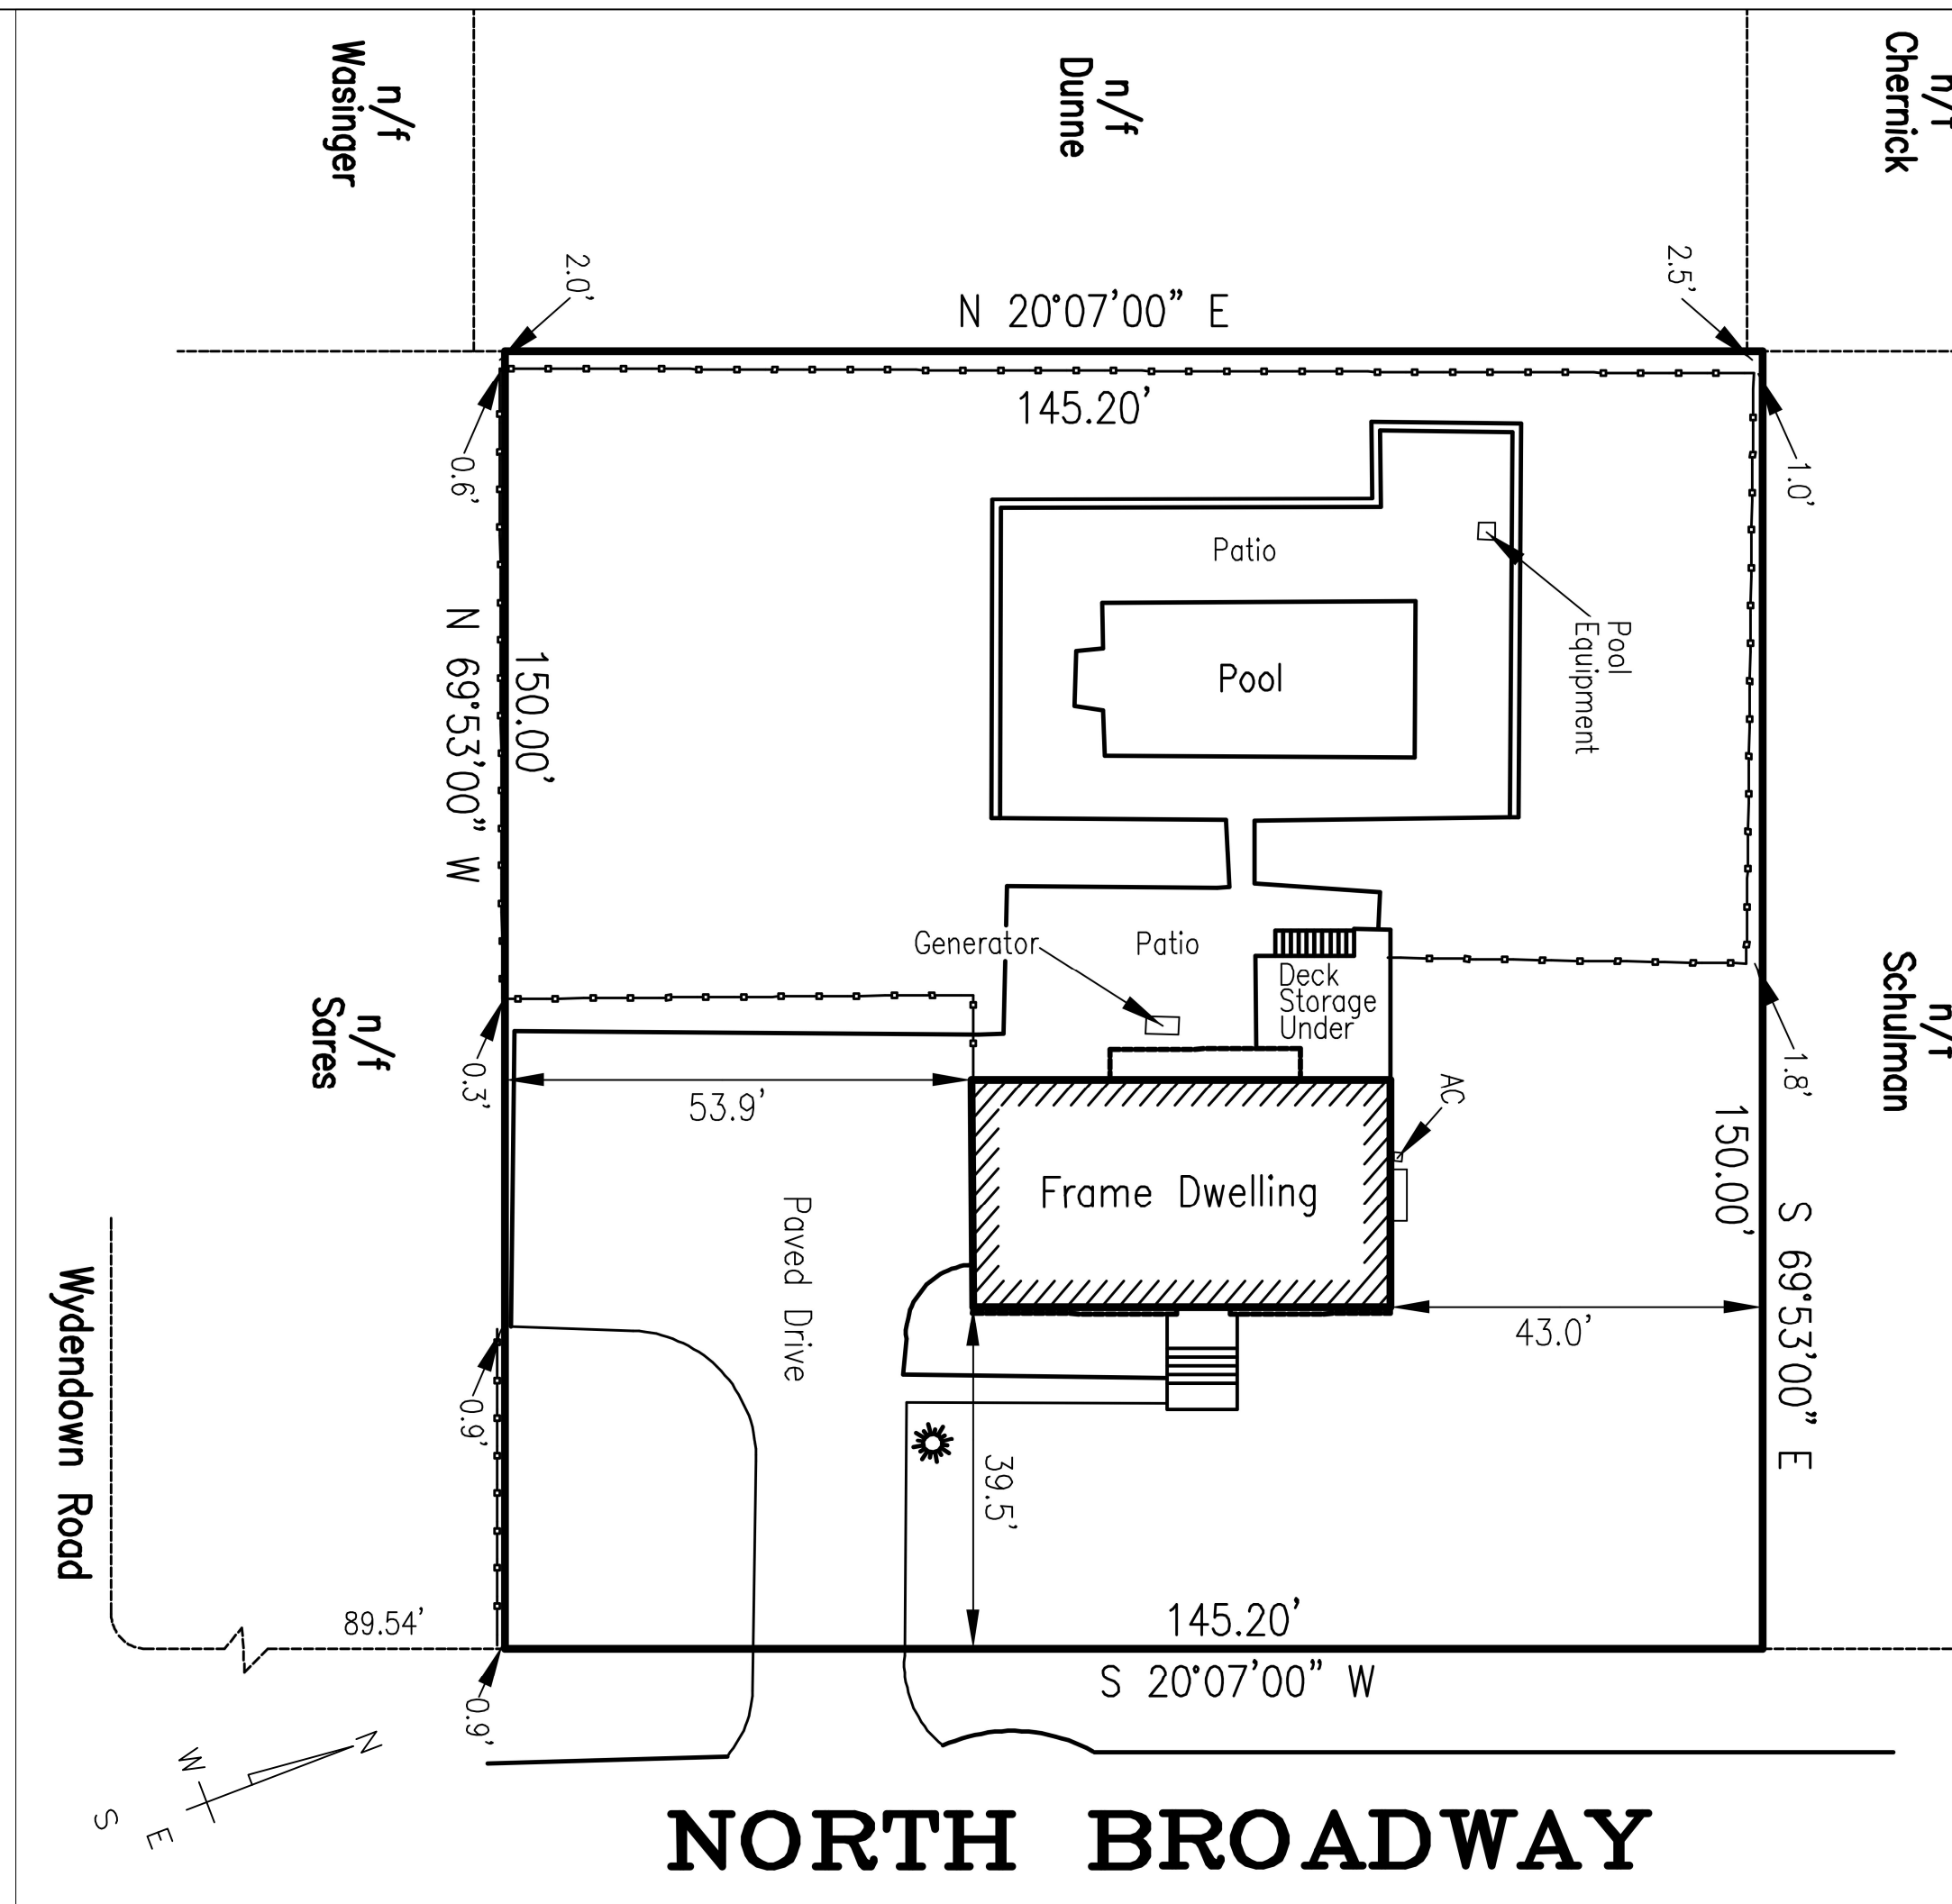 n/f
Wasinger
n/f
Dunne
n/f
Chernick
2.0'
2.5'
N 20°07'00" E
145.20'
0.6'
1.0'
Patio
Pool
Equipment
Pool
N 69°53'00" W
150.00'
Generator
Patio
Deck
Storage
Under
n/f
Sares
n/f
Schulman
0.3'
1.8'
53.9'
AC
150.00'
S 69°53'00" E
Frame Dwelling
Paved Drive
43.0'
Wydendown Road
0.9'
39.5'
89.54'
145.20'
S 20°07'00" W
0.9'
N
W
S
E
NORTH BROADWAY